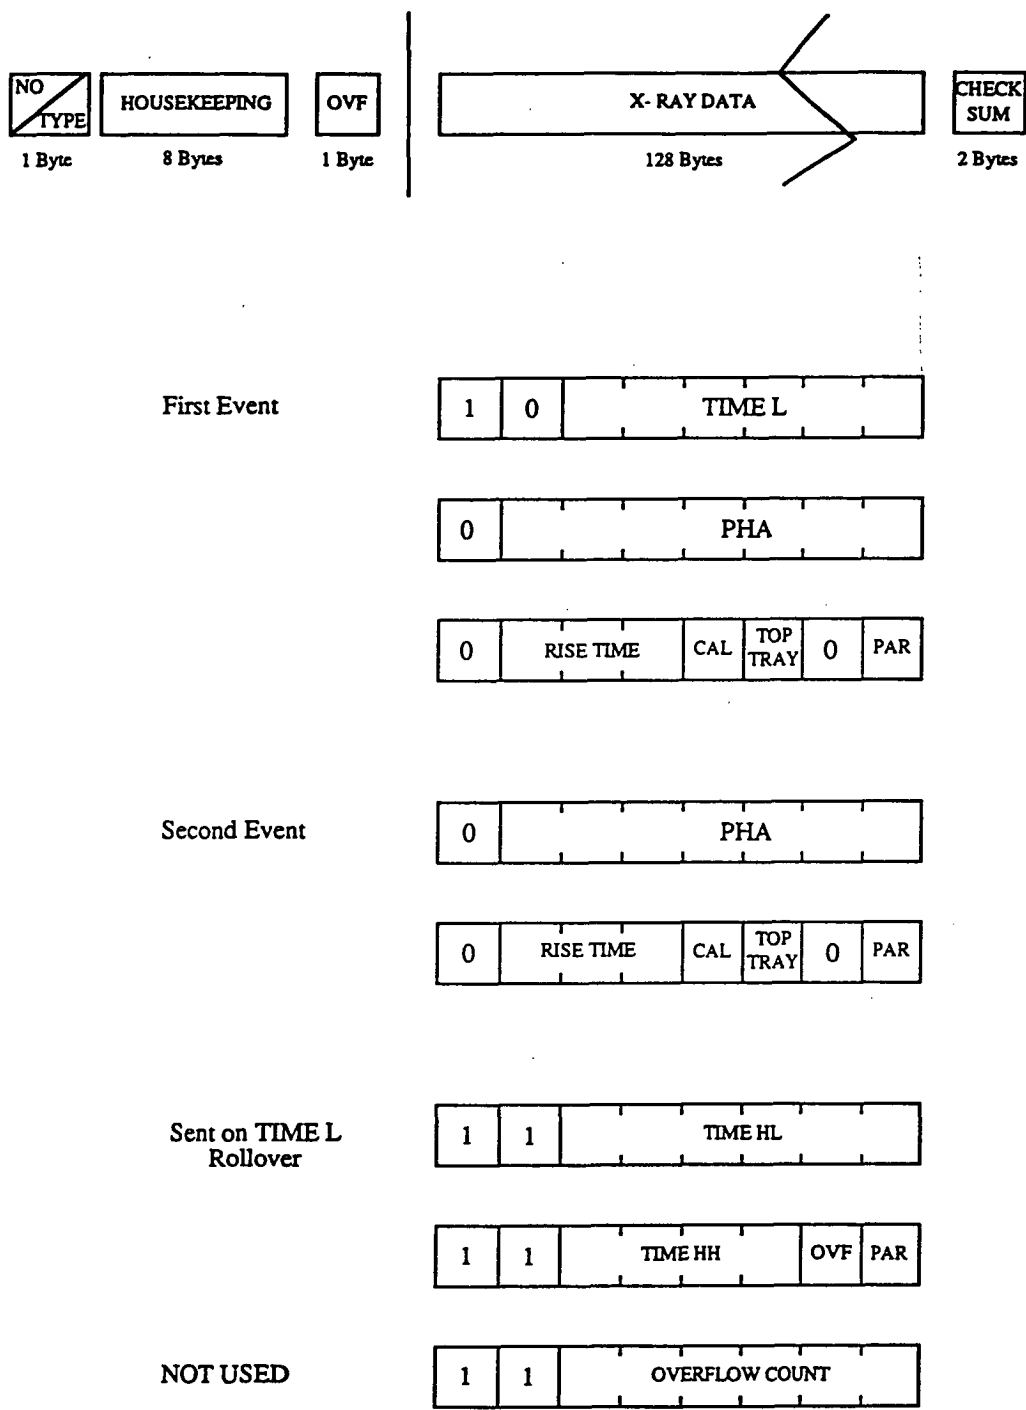 NO
TYPE
HOUSEKEEPING
OVF
X- RAY DATA
CHECK
SUM
1 Byte
8 Bytes
1 Byte
128 Bytes
2 Bytes
First Event
1 0 TIME L
0 PHA
0 RISE TIME CAL TOP TRAY 0 PAR
Second Event
0 PHA
0 RISE TIME CAL TOP TRAY 0 PAR
Sent on TIME L
Rollover
1 1 TIME HL
1 1 TIME HH OVF PAR
NOT USED
1 1 OVERFLOW COUNT